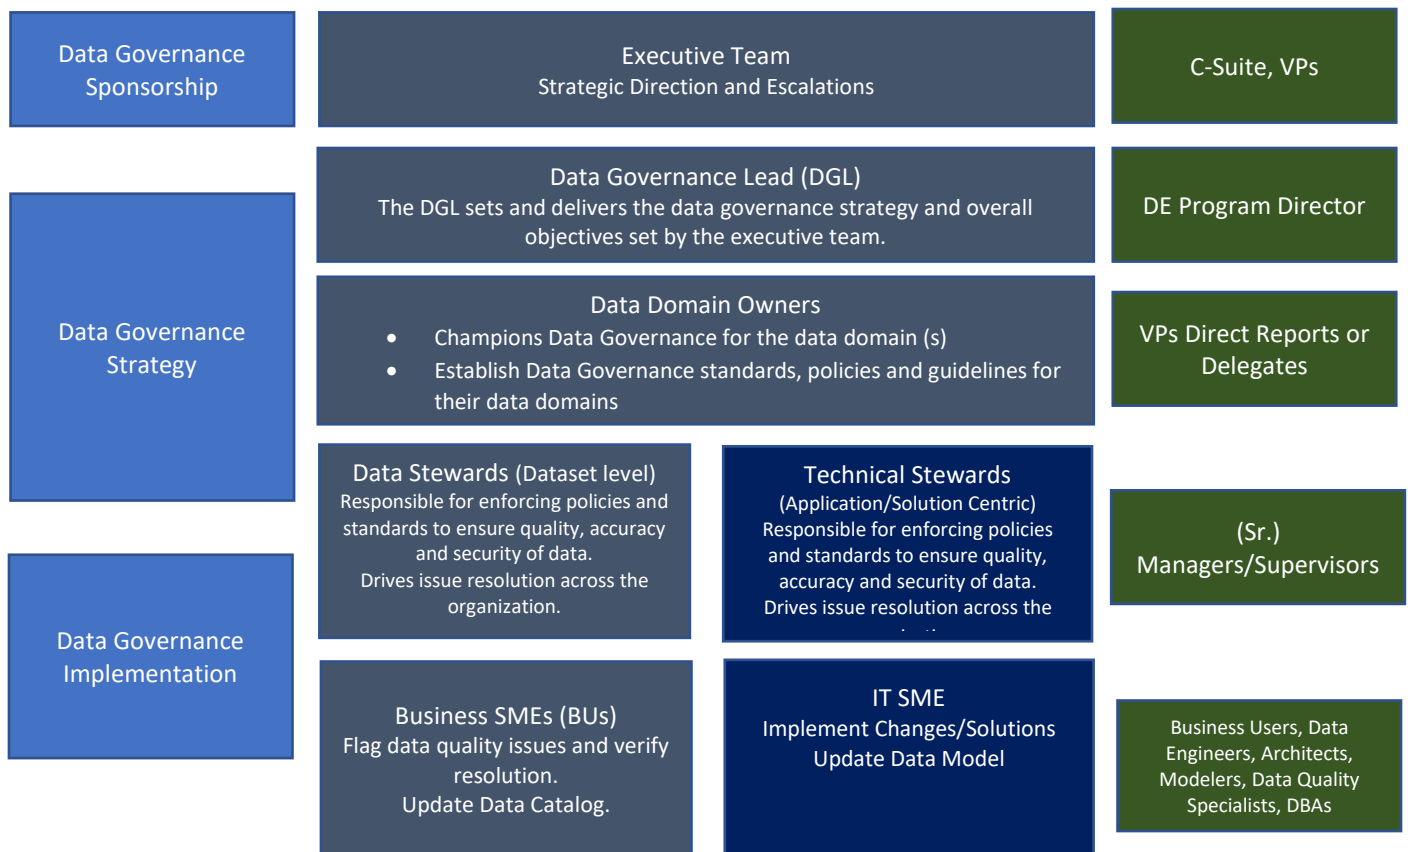 Data Governance
Sponsorship
Executive Team
Strategic Direction and Escalations
C-Suite, VPs
Data Governance
Strategy
Data Governance Lead (DGL)
The DGL sets and delivers the data governance strategy and overall
objectives set by the executive team.
DE Program Director
Data Domain Owners
• Champions Data Governance for the data domain (s)
• Establish Data Governance standards, policies and guidelines for
their data domains
VPs Direct Reports or
Delegates
Data Stewards (Dataset level)
Responsible for enforcing policies and
standards to ensure quality, accuracy
and security of data.
Drives issue resolution across the
organization.
Technical Stewards
(Application/Solution Centric)
Responsible for enforcing policies
and standards to ensure quality,
accuracy and security of data.
Drives issue resolution across the
(Sr.)
Managers/Supervisors
Data Governance
Implementation
Business SMEs (BUs)
Flag data quality issues and verify
resolution.
Update Data Catalog.
IT SME
Implement Changes/Solutions
Update Data Model
Business Users, Data
Engineers, Architects,
Modelers, Data Quality
Specialists, DBAs